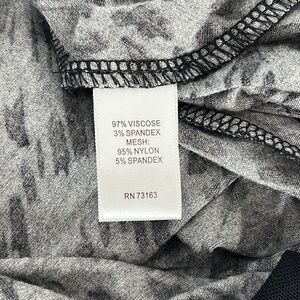 97% VISCOSE
3% SPANDEX
MESH:
95% NYLON
5% SPANDEX
RN 73163